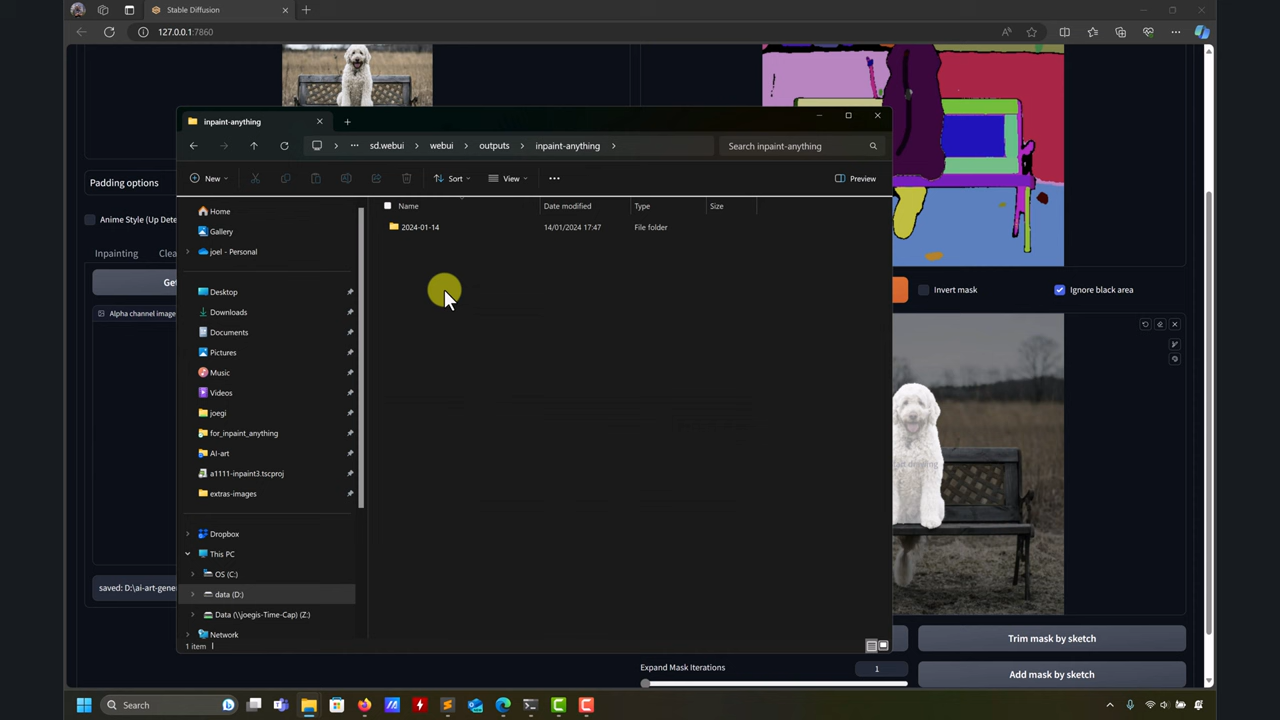 Stable Diffusion
127.0.0.1:7860
inpaint-anything
sd.webui
webui
outputs
inpaint-anything
Search inpaint-anything
New
Sort
View
Preview
Padding options
Name
Date modified
Type
Size
Home
2024-01-14
14/01/2024 17:47
File folder
Anime Style (Up Dete
Gallery
joel - Personal
Inpainting
Clea
Ge
Desktop
Invert mask
Ignore black area
Alpha channel image
Downloads
Documents
Pictures
Music
Videos
joegi
for_inpaint_anything
AI-art
a1111-inpaint3.tscproj
extras-images
Dropbox
This PC
OS (C:)
saved: D:\ai-art-gene
data (D:)
Data (\\joegis-Time-Cap) (Z:)
Network
Trim mask by sketch
1 item
Expand Mask Iterations
1
Add mask by sketch
Search